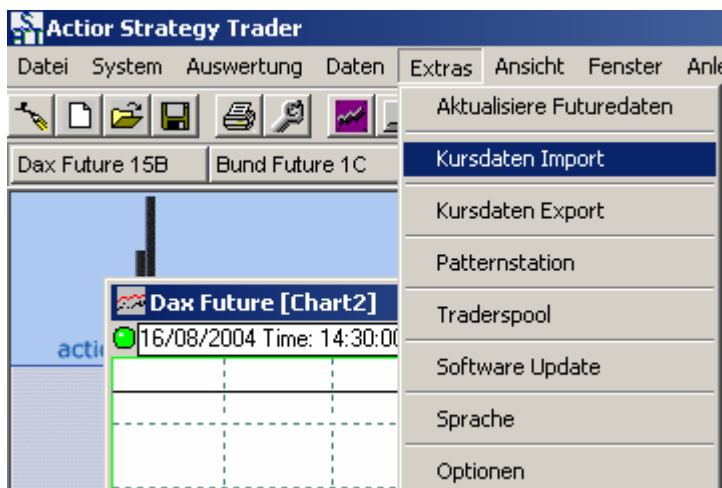 Actior Strategy Trader
Datei System Auswertung Daten Extras Ansicht Fenster
Aktualisiere Futuredaten
Dax Future 15B Bund Future 1C
Kursdaten Import
Kursdaten Export
Patternstation
Dax Future [Chart2]
Traderspool
16/08/2004 Time: 14:30:00
Software Update
Sprache
Optionen